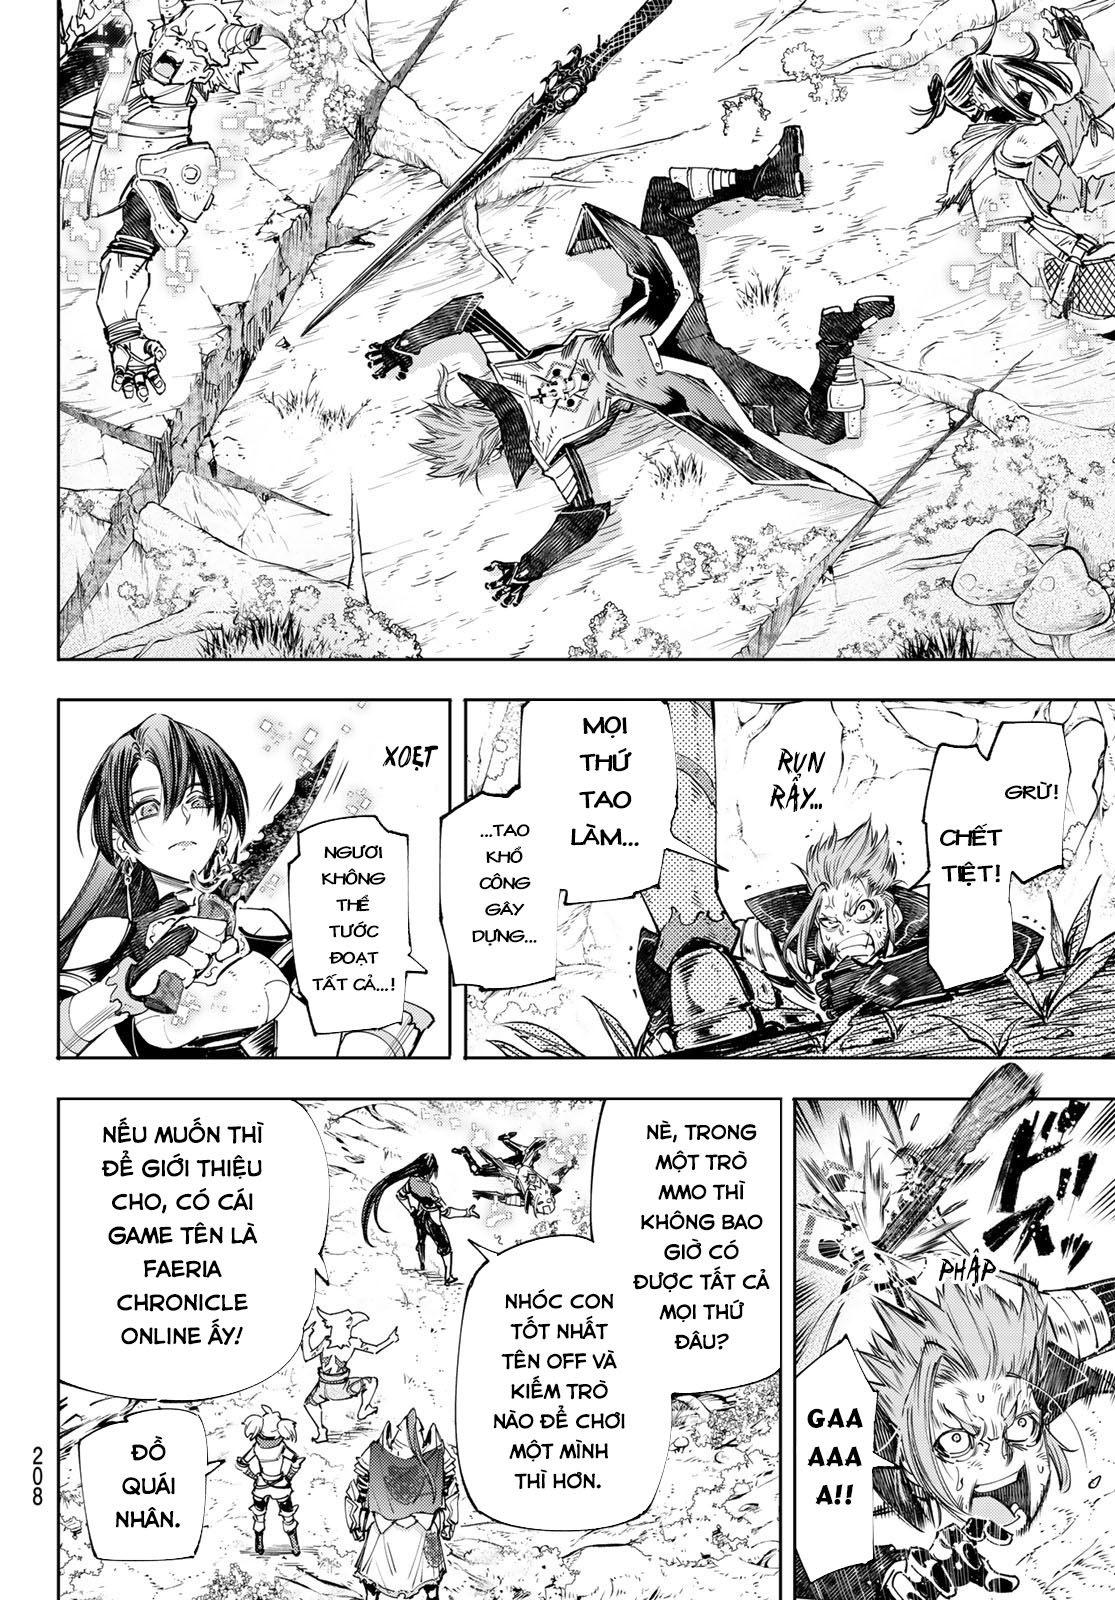 GRỪ!
CHẾT
TIỆT!
RUN
RẨY...
MỌI
THỨ
TAO
LÀM...
...TAO
KHỔ
CÔNG
GÂY
DỰNG...
XOẸT
NGƯƠI
KHÔNG
THỂ
TƯỚC
ĐOẠT
TẤT CẢ...!
ドズ
PHẬP
GAA
AAA
A!!
NÈ, TRONG
MỘT TRÒ
MMO THÌ
KHÔNG BAO
GIỜ CÓ
ĐƯỢC TẤT CẢ
MỌI THỨ
ĐÂU?
NHÓC CON
TỐT NHẤT
TÊN OFF VÀ
KIẾM TRÒ
NÀO ĐỂ CHƠI
MỘT MÌNH
THÌ HƠN.
NẾU MUỐN THÌ
ĐỂ GIỚI THIỆU
CHO, CÓ CÁI
GAME TÊN LÀ
FAERIA
CHRONICLE
ONLINE ẤY!
ĐỒ
QUÁI
NHÂN.
208